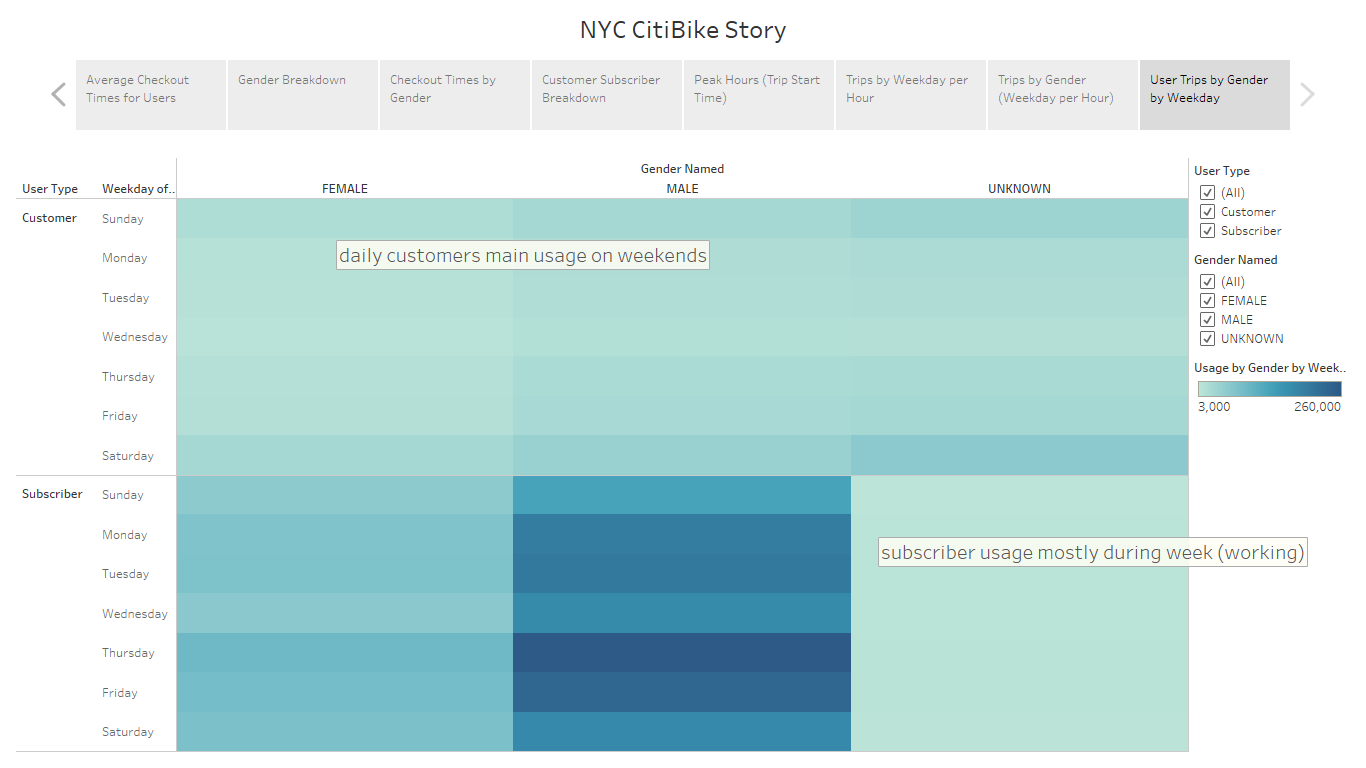 NYC CitiBike Story
Average Checkout
Times for Users
Gender Breakdown
Checkout Times by
Gender
Customer Subscriber
Breakdown
Peak Hours (Trip Start
Time)
Trips by Weekday per
Hour
Trips by Gender
(Weekday per Hour)
User Trips by Gender
by Weekday
Gender Named
User Type
Weekday of..
FEMALE
MALE
UNKNOWN
Customer
Sunday
Monday
Tuesday
Wednesday
Thursday
Friday
Saturday
daily customers main usage on weekends
Subscriber
Sunday
Monday
Tuesday
Wednesday
Thursday
Friday
Saturday
subscriber usage mostly during week (working)
User Type
(All)
Customer
Subscriber
Gender Named
(All)
FEMALE
MALE
UNKNOWN
Usage by Gender by Week..
3,000
260,000